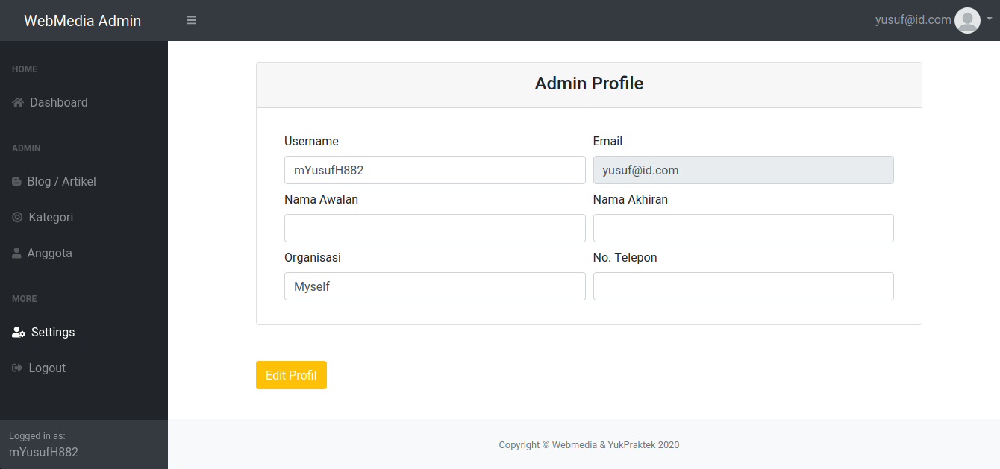 WebMedia Admin
yusuf@id.com
HOME
Dashboard
ADMIN
Blog / Artikel
Kategori
Anggota
MORE
Settings
Logout
Logged in as:
mYusufH882
Admin Profile
Username
Email
mYusufH882
yusuf@id.com
Nama Awalan
Nama Akhiran
Organisasi
No. Telepon
Myself
Edit Profil
Copyright © Webmedia & YukPraktek 2020